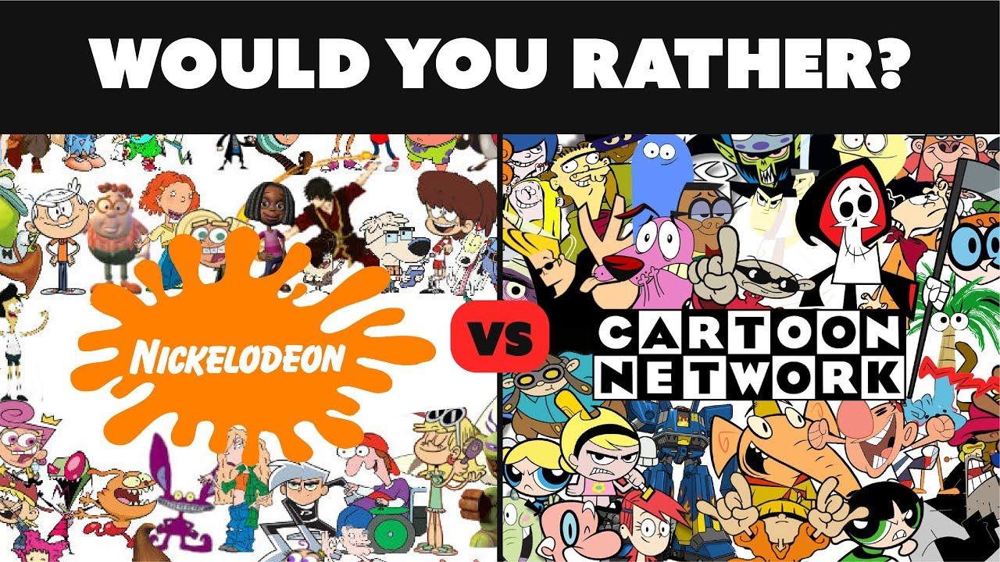 WOULD YOU RATHER?
NICKELODEON
VS
CARTOON
NETWORK